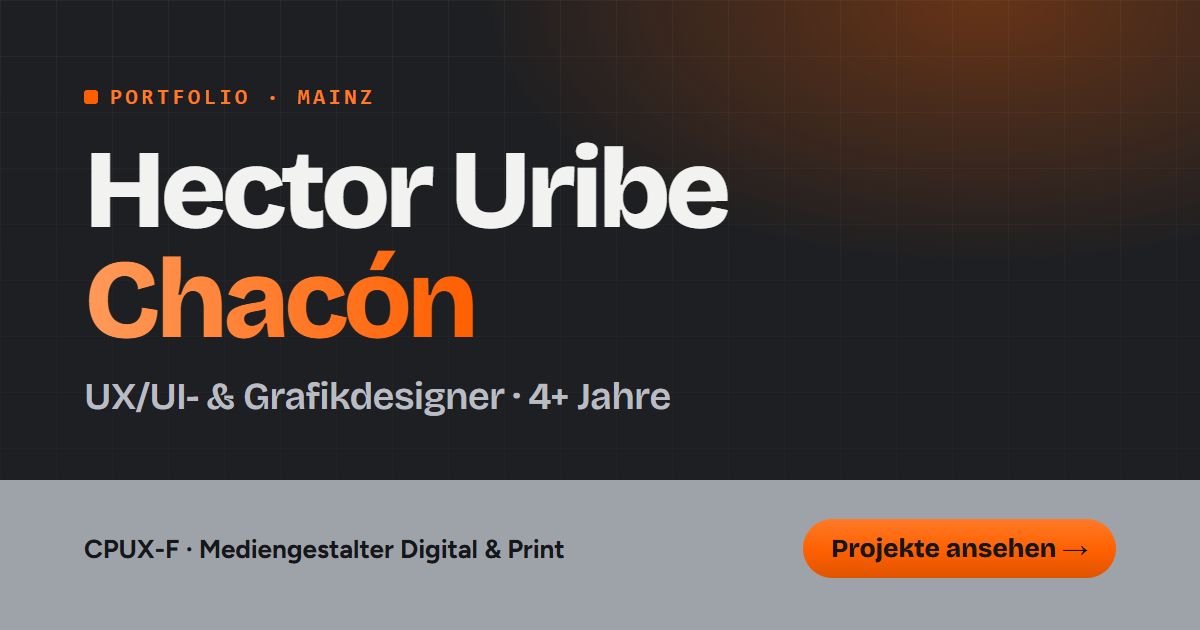 PORTFOLIO · MAINZ
Hector Uribe
Chacón
UX/UI- & Grafikdesigner · 4+ Jahre
CPUX-F · Mediengestalter Digital & Print
Projekte ansehen →